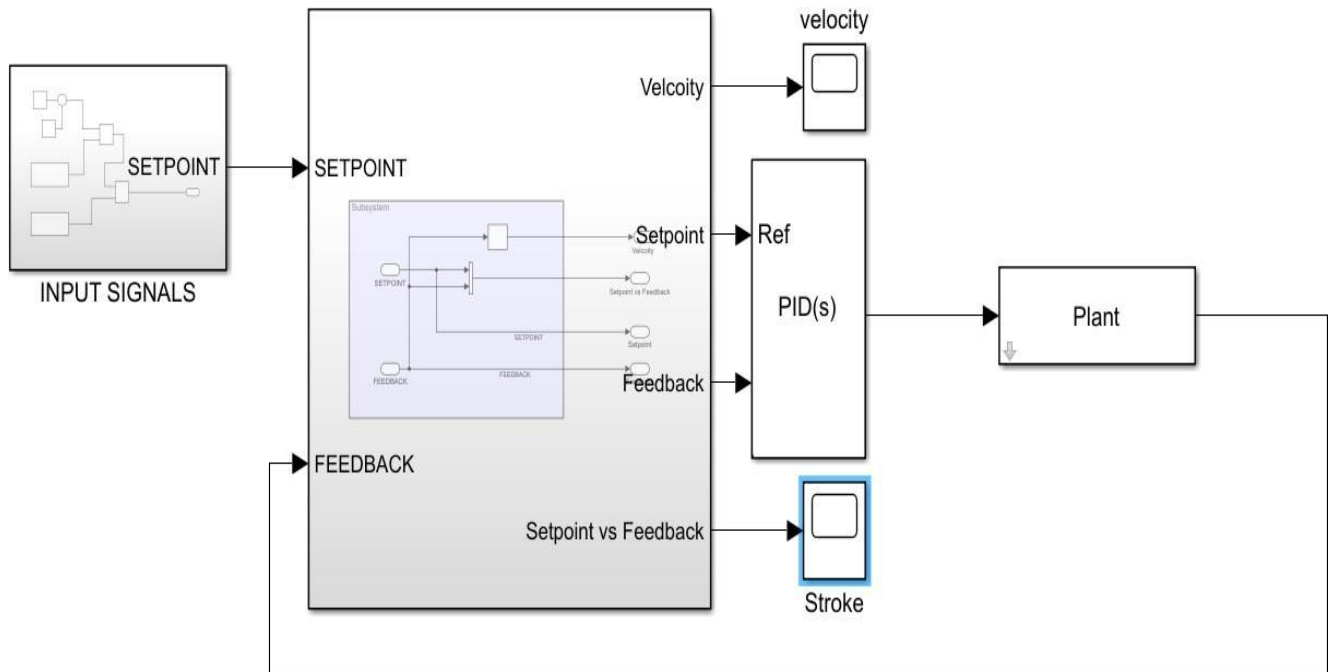 velocity
Velcoity
SETPOINT
SETPOINT
Subsystem
Setpoint
Ref
Velocity
SETPOINT
Setpoint vs Feedback
INPUT SIGNALS
PID(s)
Plant
SETPOINT
Setpoint
FEEDBACK
FEEDBACK
Feedback
FEEDBACK
Setpoint vs Feedback
Stroke